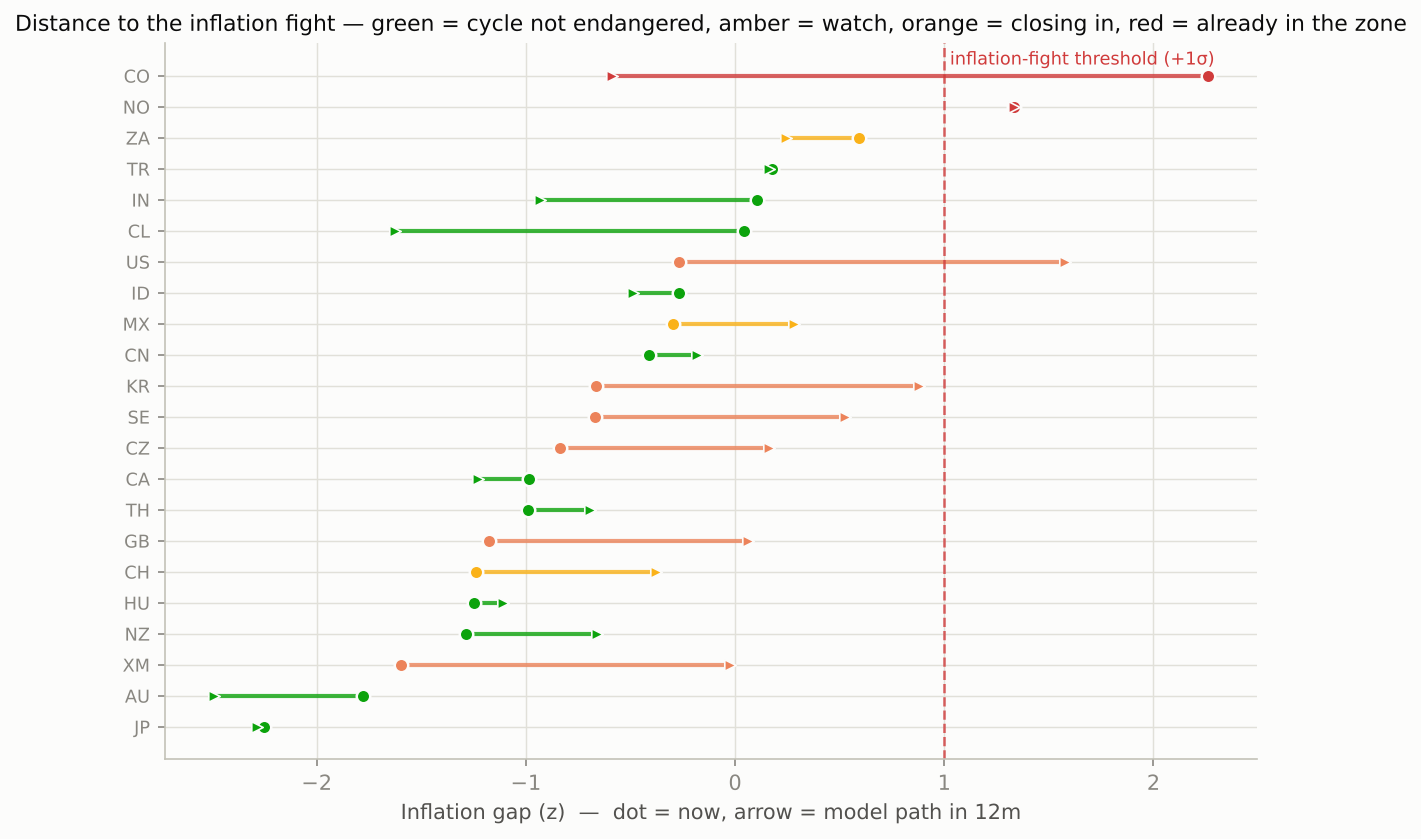 Distance to the inflation fight — green = cycle not endangered, amber = watch, orange = closing in, red = already in the zone
inflation-fight threshold (+1σ)
CO
NO
ZA
TR
IN
CL
US
ID
MX
CN
KR
SE
CZ
CA
TH
GB
CH
HU
NZ
XM
AU
JP
−2 −1 0 1 2
Inflation gap (z) — dot = now, arrow = model path in 12m